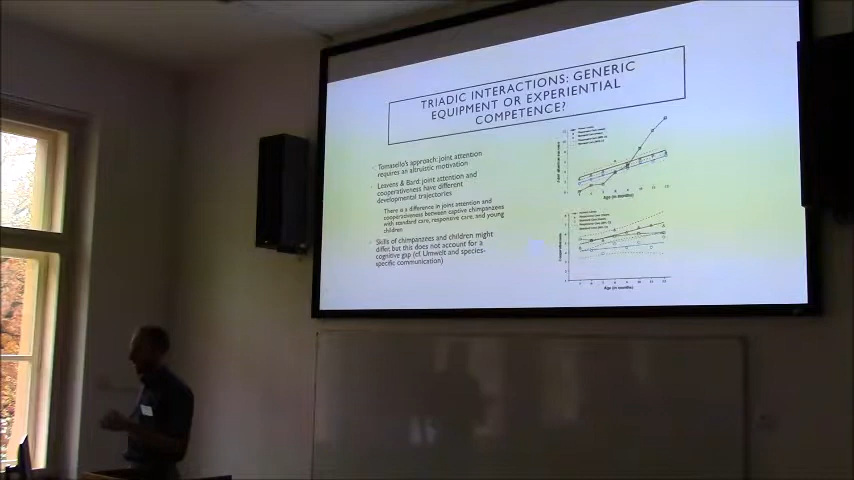 TRIADIC INTERACTIONS: GENERIC
EQUIPMENT OR EXPERIENTIAL
COMPETENCE?
Tomasello's approach: joint attention
requires an altruistic motivation
Leavens & Bard: joint attention and
cooperativeness have different
developmental trajectories
There is a difference in joint attention and
cooperativeness between captive chimpanzees
with standard care, responsive care, and young
children
Skills of chimpanzees and children might
differ, but this does not account for a
cognitive gap (cf. Umwelt and species-
specific communication)
Age (in months)
Age (in months)